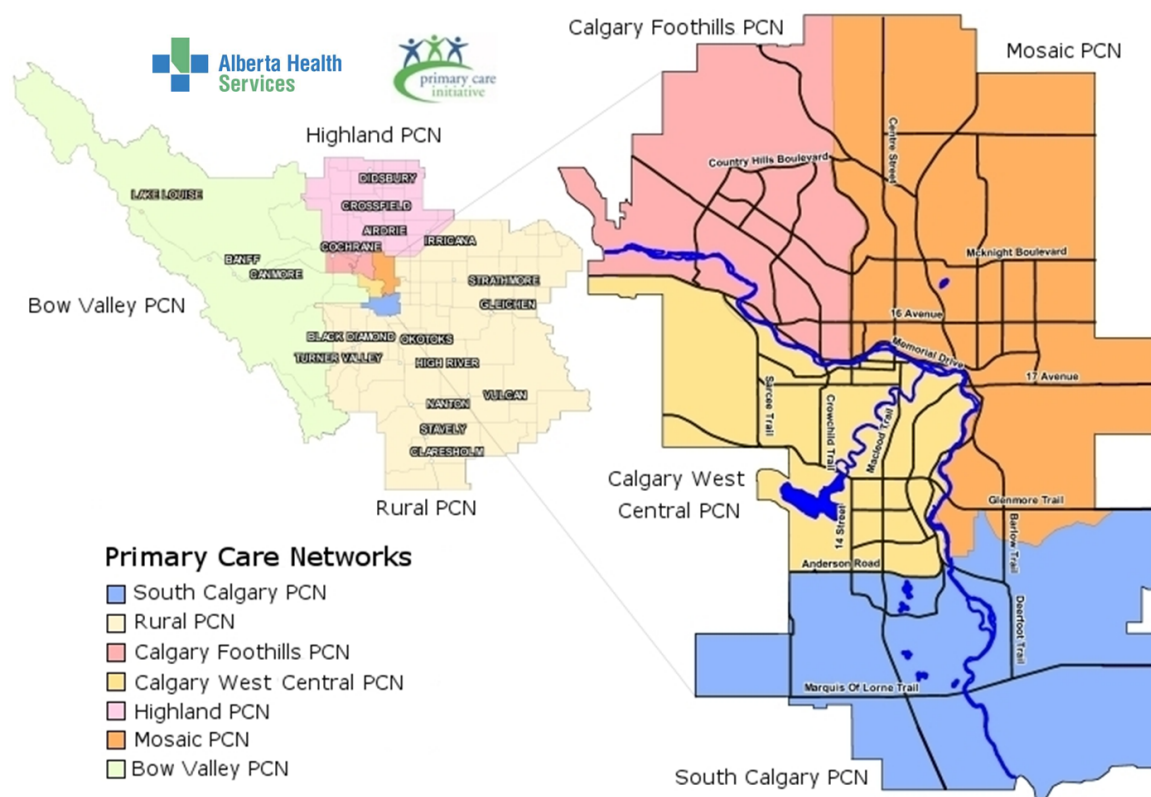 Calgary Foothills PCN
Mosaic PCN
Alberta Health
Services
primary care
initiative
Highland PCN
Bow Valley PCN
LAKE LOUISE
BANFF
CANMORE
DIDSBURY
CROSSFIELD
AIRDRIE
COCHRANE
IRRICANA
STRATHMORE
GLEICHEN
BLACK DIAMOND
OKOTOKS
TURNER VALLEY
HIGH RIVER
VULCAN
NANTON
STAVELY
CLARESHOLM
Rural PCN
Country Hills Boulevard
Centre Street
Mcknight Boulevard
16 Avenue
Memorial Drive
17 Avenue
Sarcee Trail
Crowchild Trail
Macleod Trail
Calgary West
Central PCN
14 Street
Glenmore Trail
Barlow Trail
Anderson Road
Deerfoot Trail
Marquis Of Lorne Trail
South Calgary PCN
Primary Care Networks
South Calgary PCN
Rural PCN
Calgary Foothills PCN
Calgary West Central PCN
Highland PCN
Mosaic PCN
Bow Valley PCN